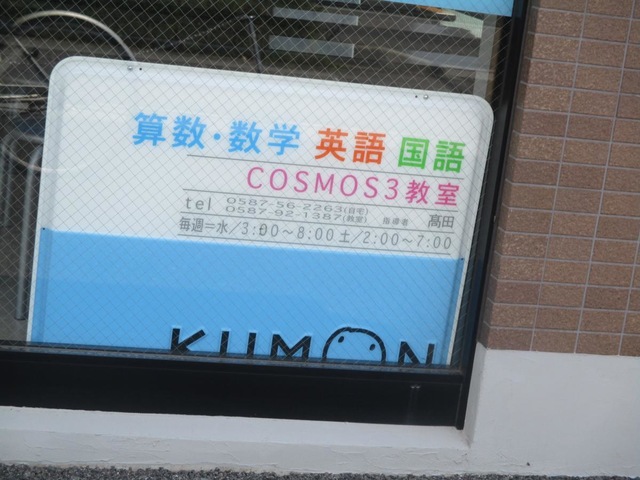 算数・数学 英語 国語
COSMOS3教室
tel 0587-56-2263(自宅)
0587-92-1387(教室) 指導者 高田
毎週=水/3:00～8:00 土/2:00～7:00
KUMON